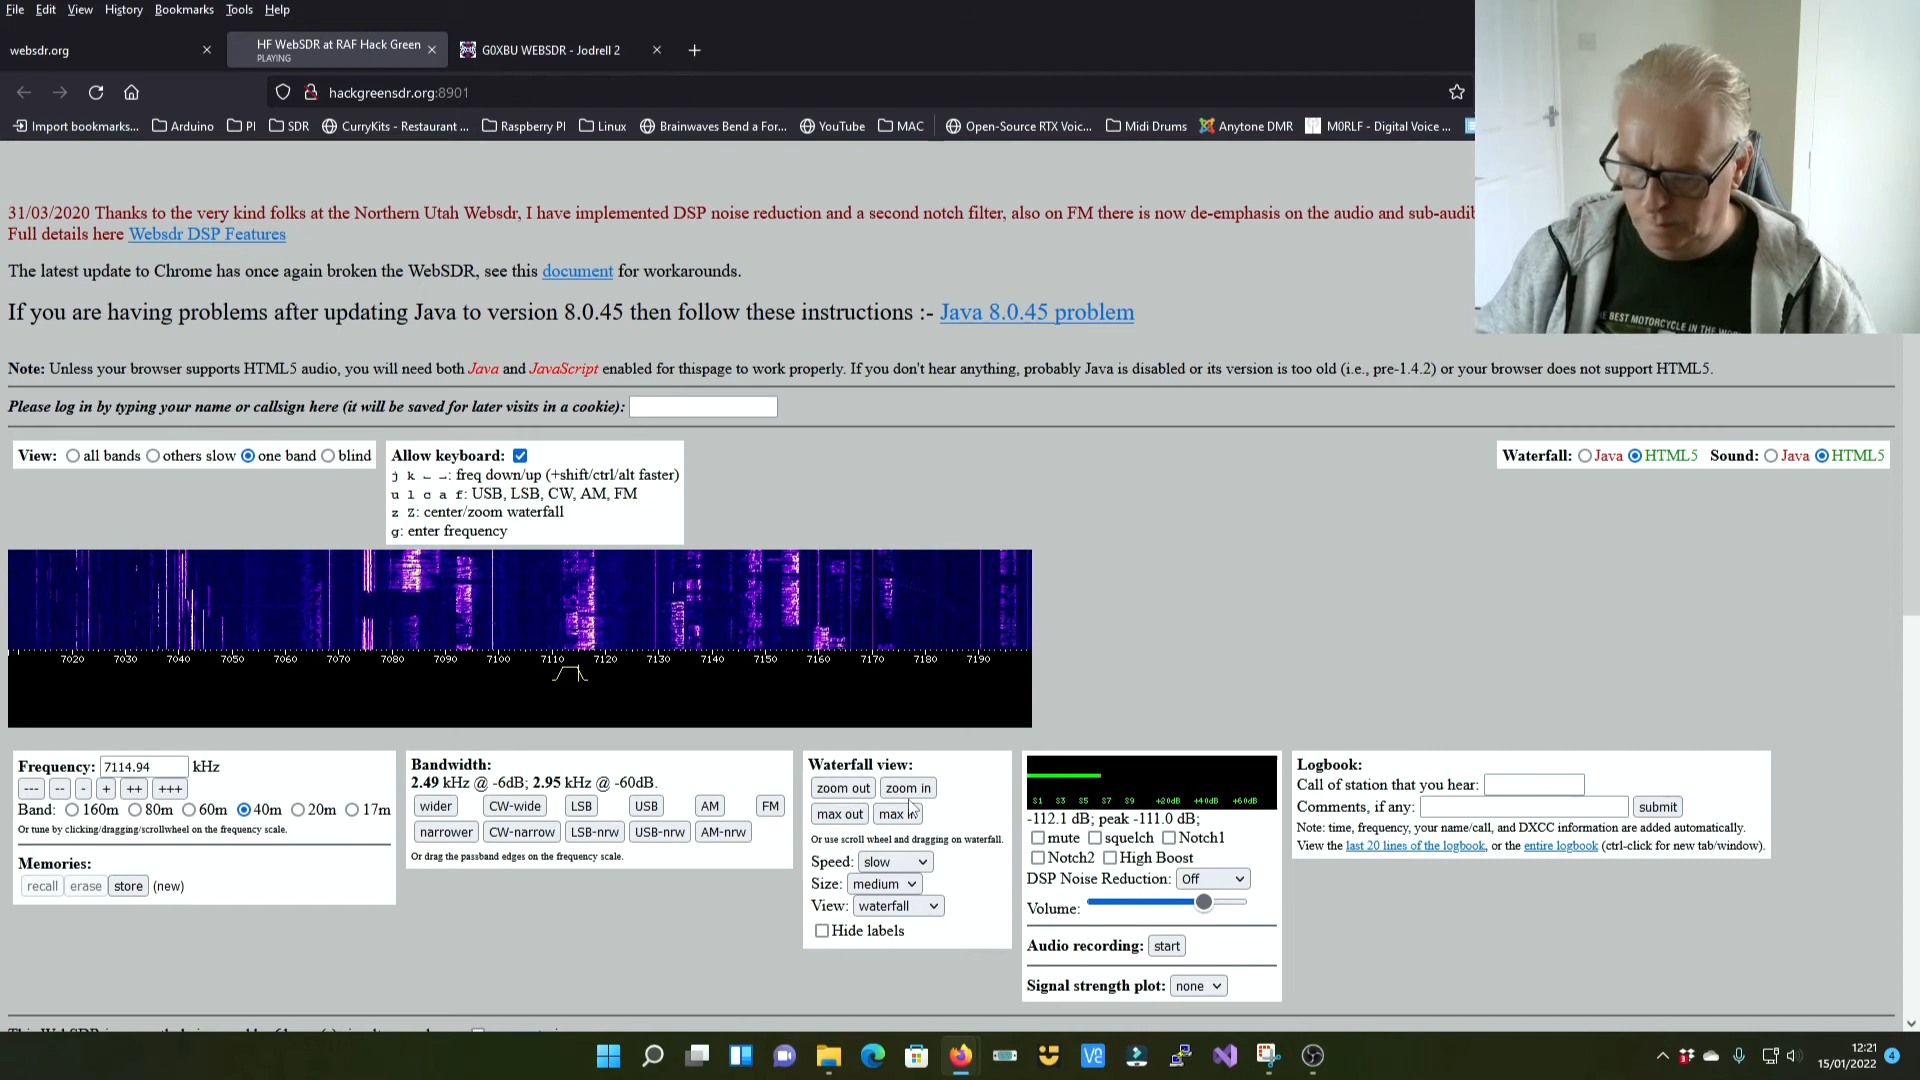 File Edit View History Bookmarks Tools Help
websdr.org
HF WebSDR at RAF Hack Green
PLAYING
G0XBU WEBSDR - Jodrell 2
hackgreensdr.org:8901
Import bookmarks... Arduino PI SDR CurryKits - Restaurant ... Raspberry PI Linux Brainwaves Bend a For... YouTube MAC Open-Source RTX Voic... Midi Drums Anytone DMR M0RLF - Digital Voice ...
31/03/2020 Thanks to the very kind folks at the Northern Utah Websdr, I have implemented DSP noise reduction and a second notch filter, also on FM there is now de-emphasis on the audio and sub-audib
Full details here Websdr DSP Features
The latest update to Chrome has once again broken the WebSDR, see this document for workarounds.
If you are having problems after updating Java to version 8.0.45 then follow these instructions :- Java 8.0.45 problem
BEST MOTORCYCLE IN THE
Note: Unless your browser supports HTML5 audio, you will need both Java and JavaScript enabled for thispage to work properly. If you don't hear anything, probably Java is disabled or its version is too old (i.e., pre-1.4.2) or your browser does not support HTML5.
Please log in by typing your name or callsign here (it will be saved for later visits in a cookie):
View: all bands others slow one band blind
Allow keyboard:
j k ← →: freq down/up (+shift/ctrl/alt faster)
u l c a f: USB, LSB, CW, AM, FM
z Z: center/zoom waterfall
g: enter frequency
Waterfall: Java HTML5 Sound: Java HTML5
7020 7030 7040 7050 7060 7070 7080 7090 7100 7110 7120 7130 7140 7150 7160 7170 7180 7190
Frequency: 7114.94 kHz
--- -- - + ++ +++
Band: 160m 80m 60m 40m 20m 17m
Or tune by clicking/dragging/scrollwheel on the frequency scale.
Memories:
recall erase store (new)
Bandwidth:
2.49 kHz @ -6dB; 2.95 kHz @ -60dB.
wider CW-wide LSB USB AM FM
narrower CW-narrow LSB-nrw USB-nrw AM-nrw
Or drag the passband edges on the frequency scale.
Waterfall view:
zoom out zoom in
max out max in
Or use scroll wheel and dragging on waterfall.
Speed: slow
Size: medium
View: waterfall
Hide labels
S1 S3 S5 S7 S9 +20dB +40dB +60dB
-112.1 dB; peak -111.0 dB;
mute squelch Notch1
Notch2 High Boost
DSP Noise Reduction: Off
Volume:
Audio recording: start
Signal strength plot: none
Logbook:
Call of station that you hear:
Comments, if any: submit
Note: time, frequency, your name/call, and DXCC information are added automatically.
View the last 20 lines of the logbook, or the entire logbook (ctrl-click for new tab/window).
12:21
15/01/2022
4